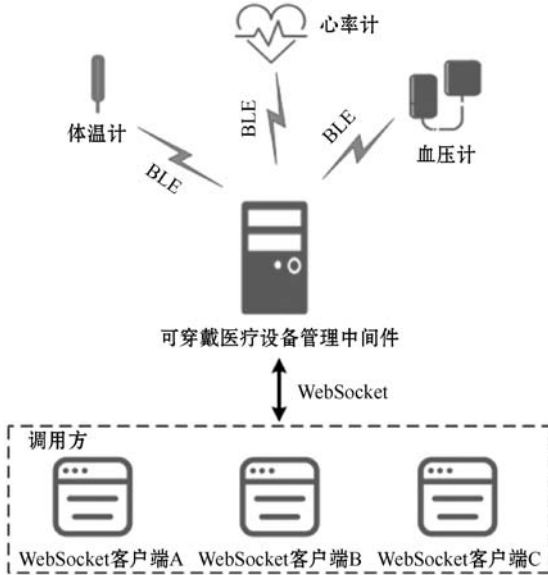 心率计
体温计
BLE
BLE
BLE
血压计
可穿戴医疗设备管理中间件
WebSocket
调用方
WebSocket客户端A
WebSocket客户端B
WebSocket客户端C